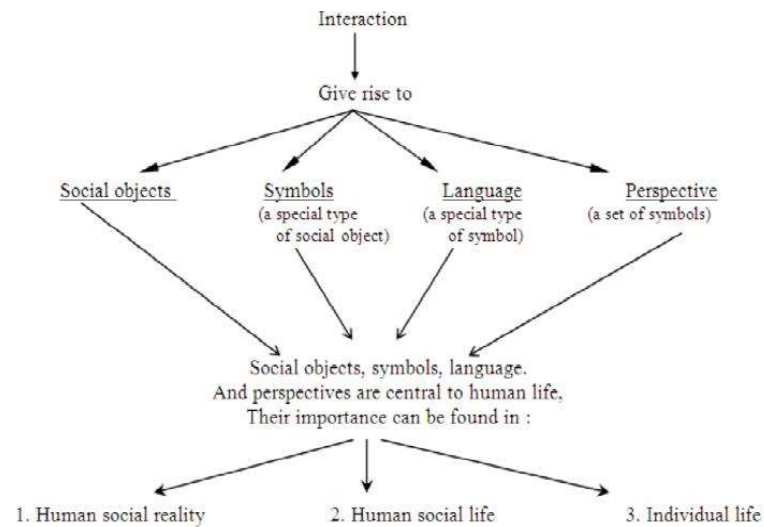 Interaction
Give rise to
Social objects
Symbols
(a special type
of social object)
Language
(a special type
of symbol)
Perspective
(a set of symbols)
Social objects, symbols, language.
And perspectives are central to human life,
Their importance can be found in :
1. Human social reality
2. Human social life
3. Individual life